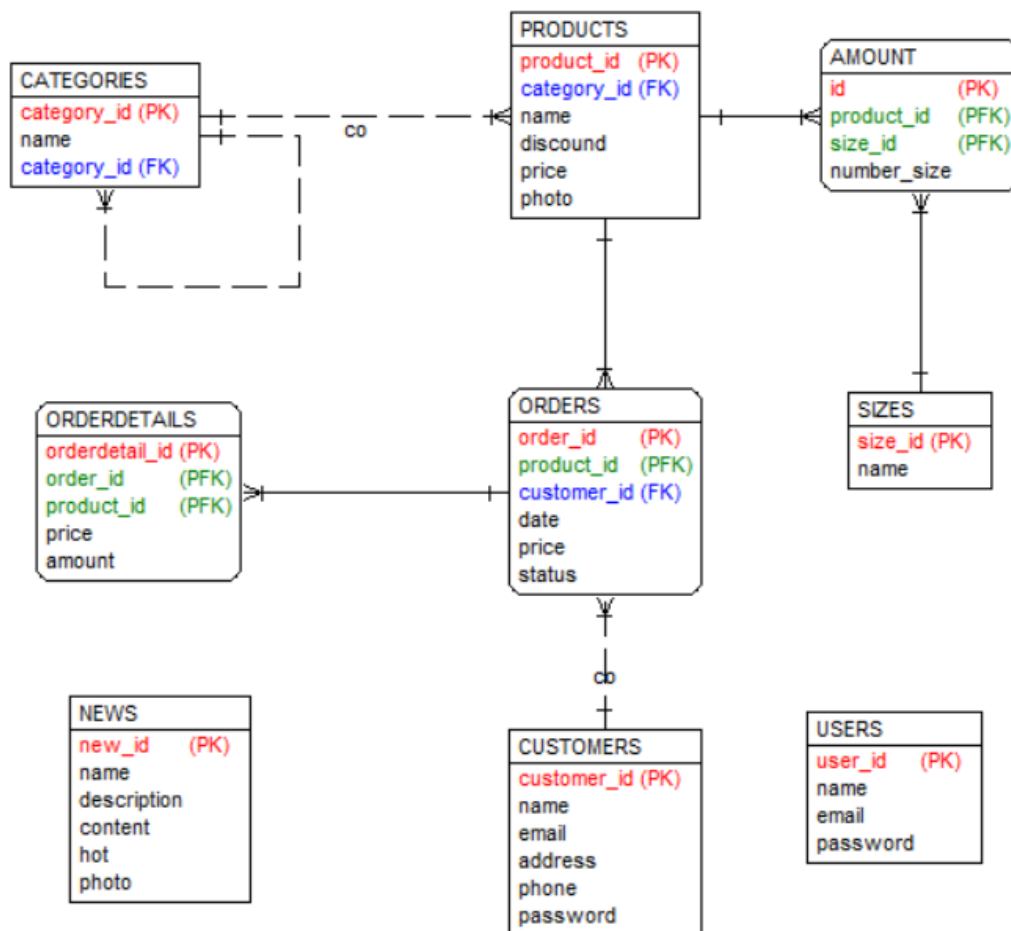 CATEGORIES
category_id (PK)
name
category_id (FK)
co
PRODUCTS
product_id (PK)
category_id (FK)
name
discound
price
photo
AMOUNT
id (PK)
product_id (PFK)
size_id (PFK)
number_size
ORDERDETAILS
orderdetail_id (PK)
order_id (PFK)
product_id (PFK)
price
amount
ORDERS
order_id (PK)
product_id (PFK)
customer_id (FK)
date
price
status
SIZES
size_id (PK)
name
co
NEWS
new_id (PK)
name
description
content
hot
photo
CUSTOMERS
customer_id (PK)
name
email
address
phone
password
USERS
user_id (PK)
name
email
password